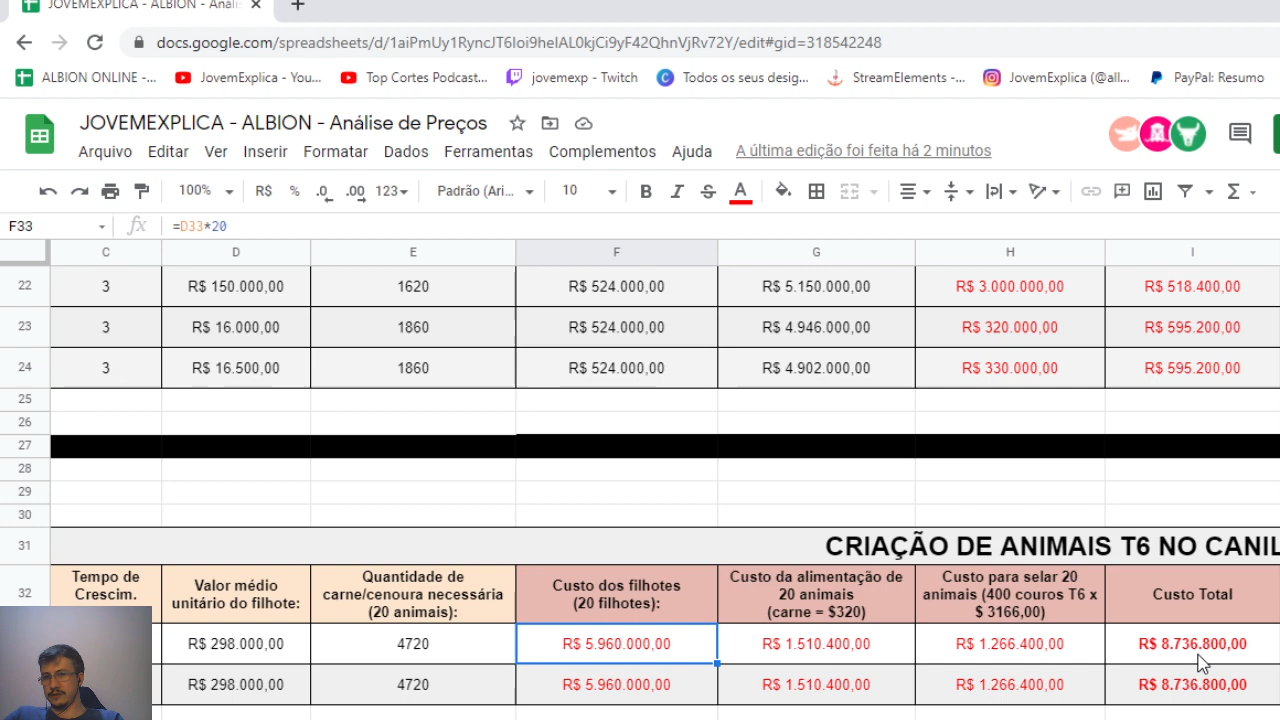 JOVEMEXPLICA - ALBION - Análi
docs.google.com/spreadsheets/d/1aiPmUy1RyncJT6Ioi9helAL0kjCi9yF42QhnVjRv72Y/edit#gid=318542248
ALBION ONLINE -... JovemExplica - You... Top Cortes Podcast... jovemexp - Twitch Todos os seus desig... StreamElements -... JovemExplica (@all... PayPal: Resumo
JOVEMEXPLICA - ALBION - Análise de Preços
Arquivo Editar Ver Inserir Formatar Dados Ferramentas Complementos Ajuda A última edição foi feita há 2 minutos
100% R$ % .0 .00 123 Padrão (Ari... 10 B I S A Σ
F33 fx =D33*20
C D E F G H I
22 3 R$ 150.000,00 1620 R$ 524.000,00 R$ 5.150.000,00 R$ 3.000.000,00 R$ 518.400,00
23 3 R$ 16.000,00 1860 R$ 524.000,00 R$ 4.946.000,00 R$ 320.000,00 R$ 595.200,00
24 3 R$ 16.500,00 1860 R$ 524.000,00 R$ 4.902.000,00 R$ 330.000,00 R$ 595.200,00
25
26
27
28
29
30
31 CRIAÇÃO DE ANIMAIS T6 NO CANIL
32 Tempo de Crescim. Valor médio unitário do filhote: Quantidade de carne/cenoura necessária (20 animais): Custo dos filhotes (20 filhotes): Custo da alimentação de 20 animais (carne = $320) Custo para selar 20 animais (400 couros T6 x $ 3166,00) Custo Total
R$ 298.000,00 4720 R$ 5.960.000,00 R$ 1.510.400,00 R$ 1.266.400,00 R$ 8.736.800,00
R$ 298.000,00 4720 R$ 5.960.000,00 R$ 1.510.400,00 R$ 1.266.400,00 R$ 8.736.800,00